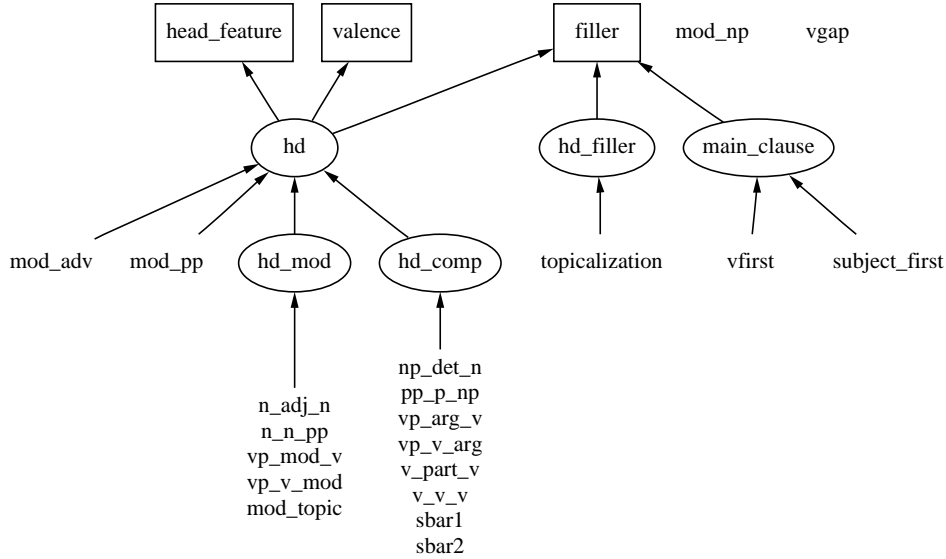 head_feature
valence
filler
mod_np
vgap
hd
hd_filler
main_clause
mod_adv
mod_pp
hd_mod
hd_comp
topicalization
vfirst
subject_first
n_adj_n
n_n_pp
vp_mod_v
vp_v_mod
mod_topic
np_det_n
pp_p_np
vp_arg_v
vp_v_arg
v_part_v
v_v_v
sbar1
sbar2